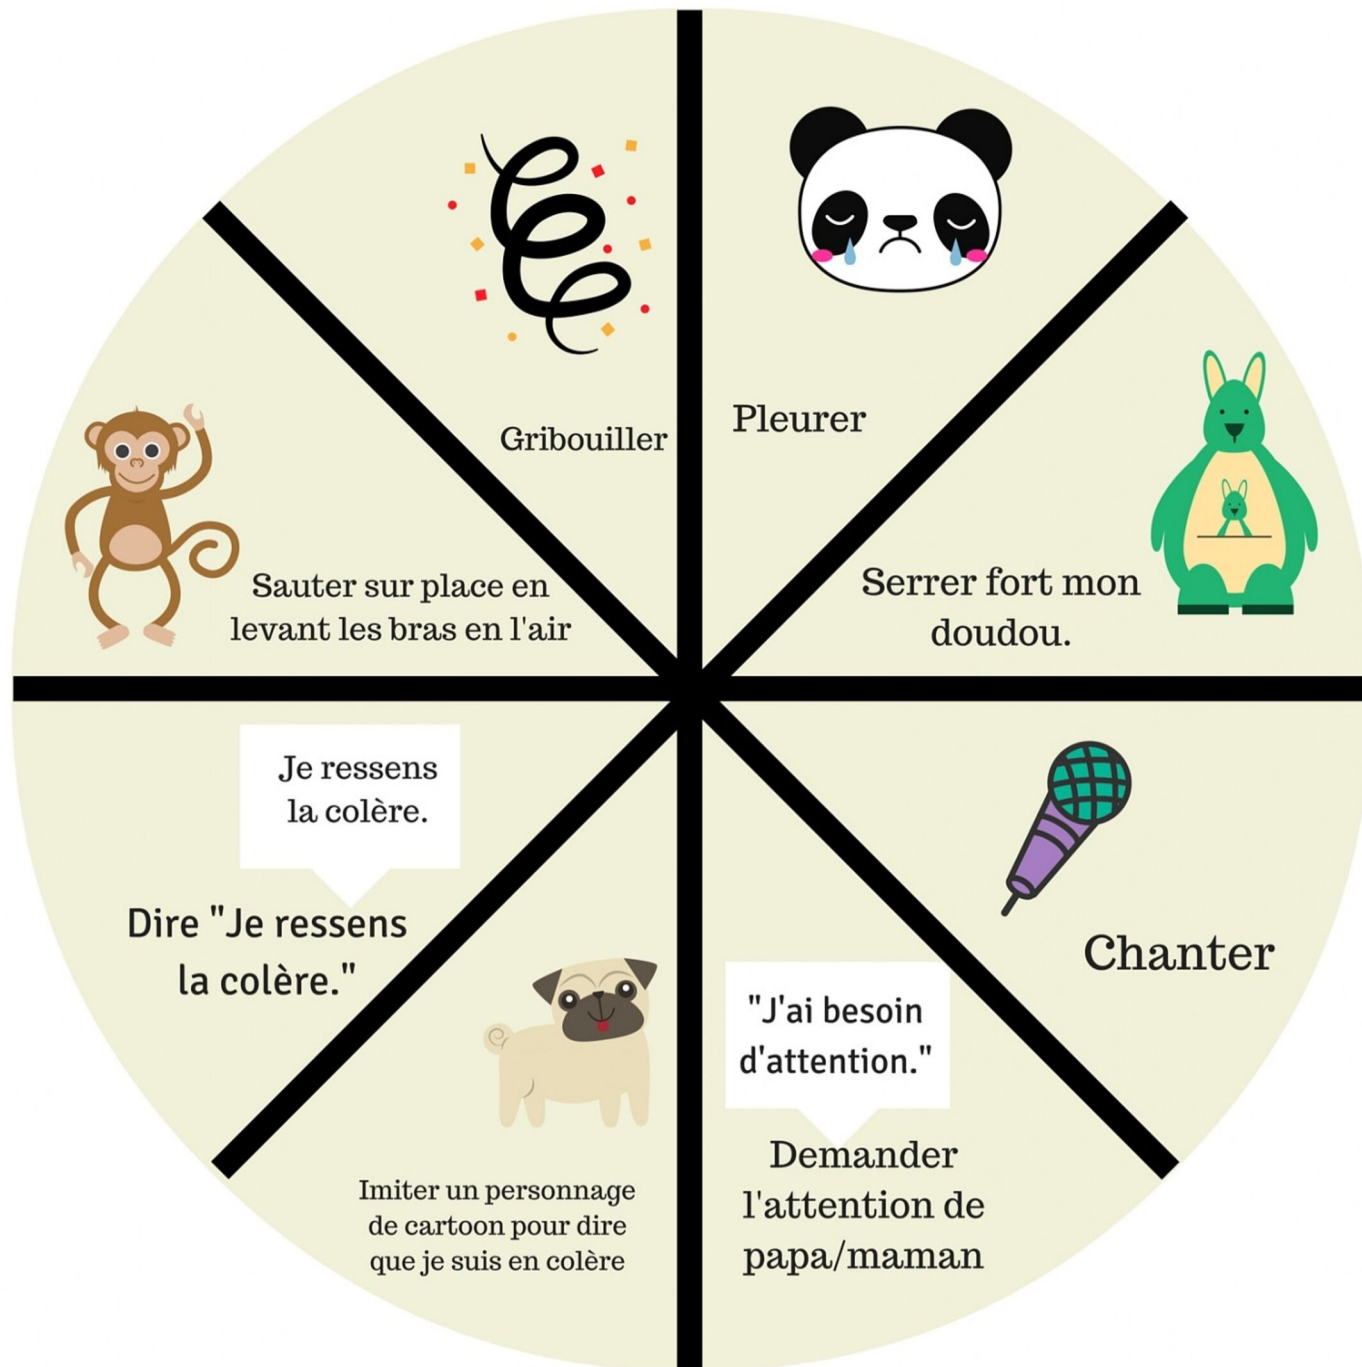 Gribouiller
Pleurer
Sauter sur place en
levant les bras en l'air
Serrer fort mon
doudou.
Je ressens
la colère.
Dire "Je ressens
la colère."
Chanter
"J'ai besoin
d'attention."
Demander
l'attention de
papa/maman
Imiter un personnage
de cartoon pour dire
que je suis en colère